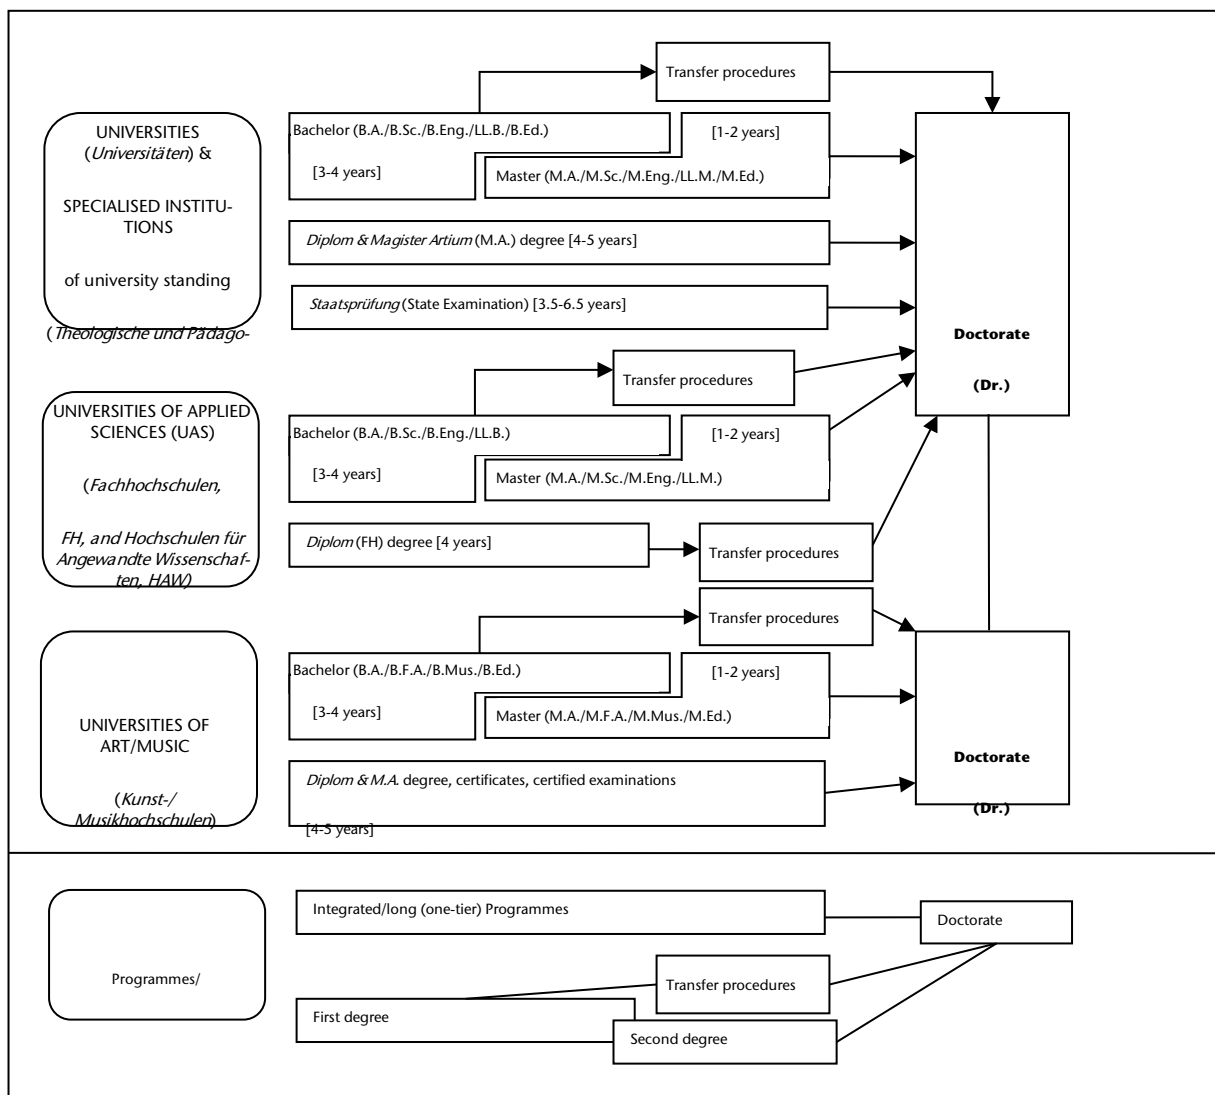 Transfer procedures
UNIVERSITIES
(Universitäten) &
SPECIALISED INSTITU-
TIONS
of university standing
(Theologische und Pädago-
Bachelor (B.A./B.Sc./B.Eng./LL.B./B.Ed.)
[3-4 years]
[1-2 years]
Master (M.A./M.Sc./M.Eng./LL.M./M.Ed.)
Diplom & Magister Artium (M.A.) degree [4-5 years]
Staatsprüfung (State Examination) [3.5-6.5 years]
Doctorate
(Dr.)
Transfer procedures
UNIVERSITIES OF APPLIED
SCIENCES (UAS)
(Fachhochschulen,
FH, and Hochschulen für
Angewandte Wissenschaf-
ten, HAW)
Bachelor (B.A./B.Sc./B.Eng./LL.B.)
[3-4 years]
[1-2 years]
Master (M.A./M.Sc./M.Eng./LL.M.)
Diplom (FH) degree [4 years]
Transfer procedures
Transfer procedures
UNIVERSITIES OF
ART/MUSIC
(Kunst-/
Musikhochschulen)
Bachelor (B.A./B.F.A./B.Mus./B.Ed.)
[3-4 years]
[1-2 years]
Master (M.A./M.F.A./M.Mus./M.Ed.)
Diplom & M.A. degree, certificates, certified examinations
[4-5 years]
Doctorate
(Dr.)
Programmes/
Integrated/long (one-tier) Programmes
Doctorate
Transfer procedures
First degree
Second degree